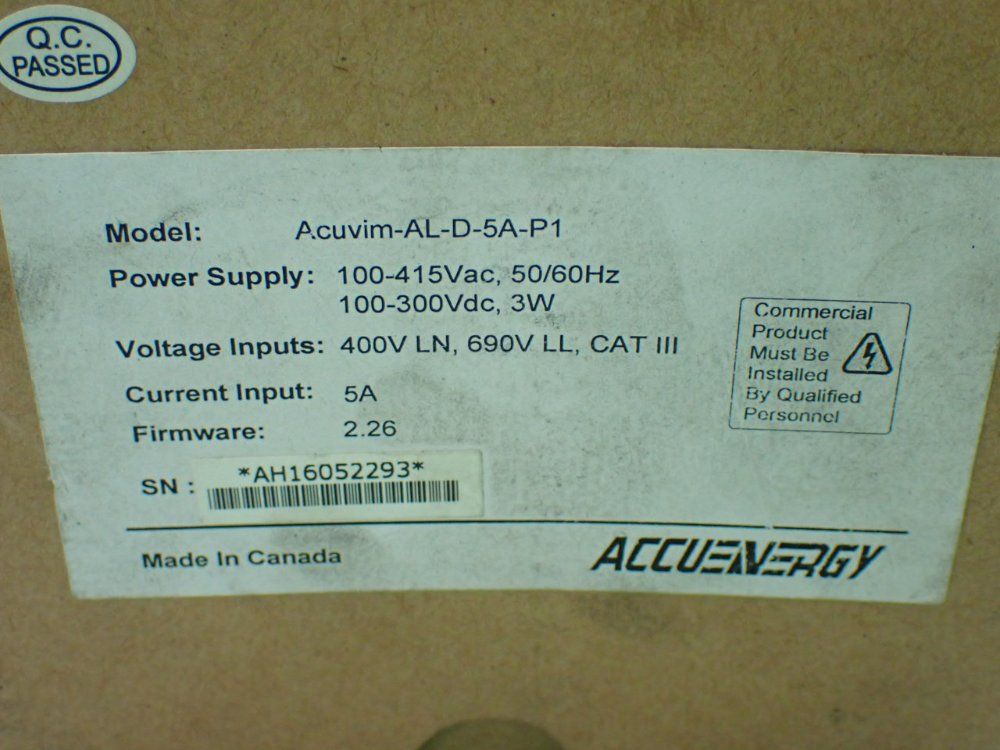 Q.C.
PASSED
Model: Acuvim-AL-D-5A-P1
Power Supply: 100-415Vac, 50/60Hz
100-300Vdc, 3W
Voltage Inputs: 400V LN, 690V LL, CAT III
Current Input: 5A
Firmware: 2.26
SN : *AH16052293*
Commercial
Product
Must Be
Installed
By Qualified
Personnel
Made In Canada
ACCUENERGY